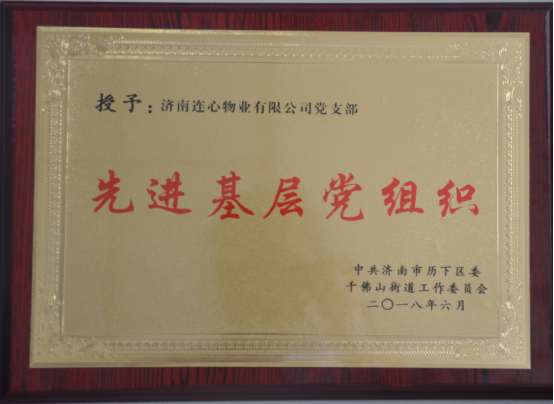 授予：济南连心物业有限公司党支部
先进基层党组织
中共济南市历下区委
千佛山街道工作委员会
二〇一八年六月